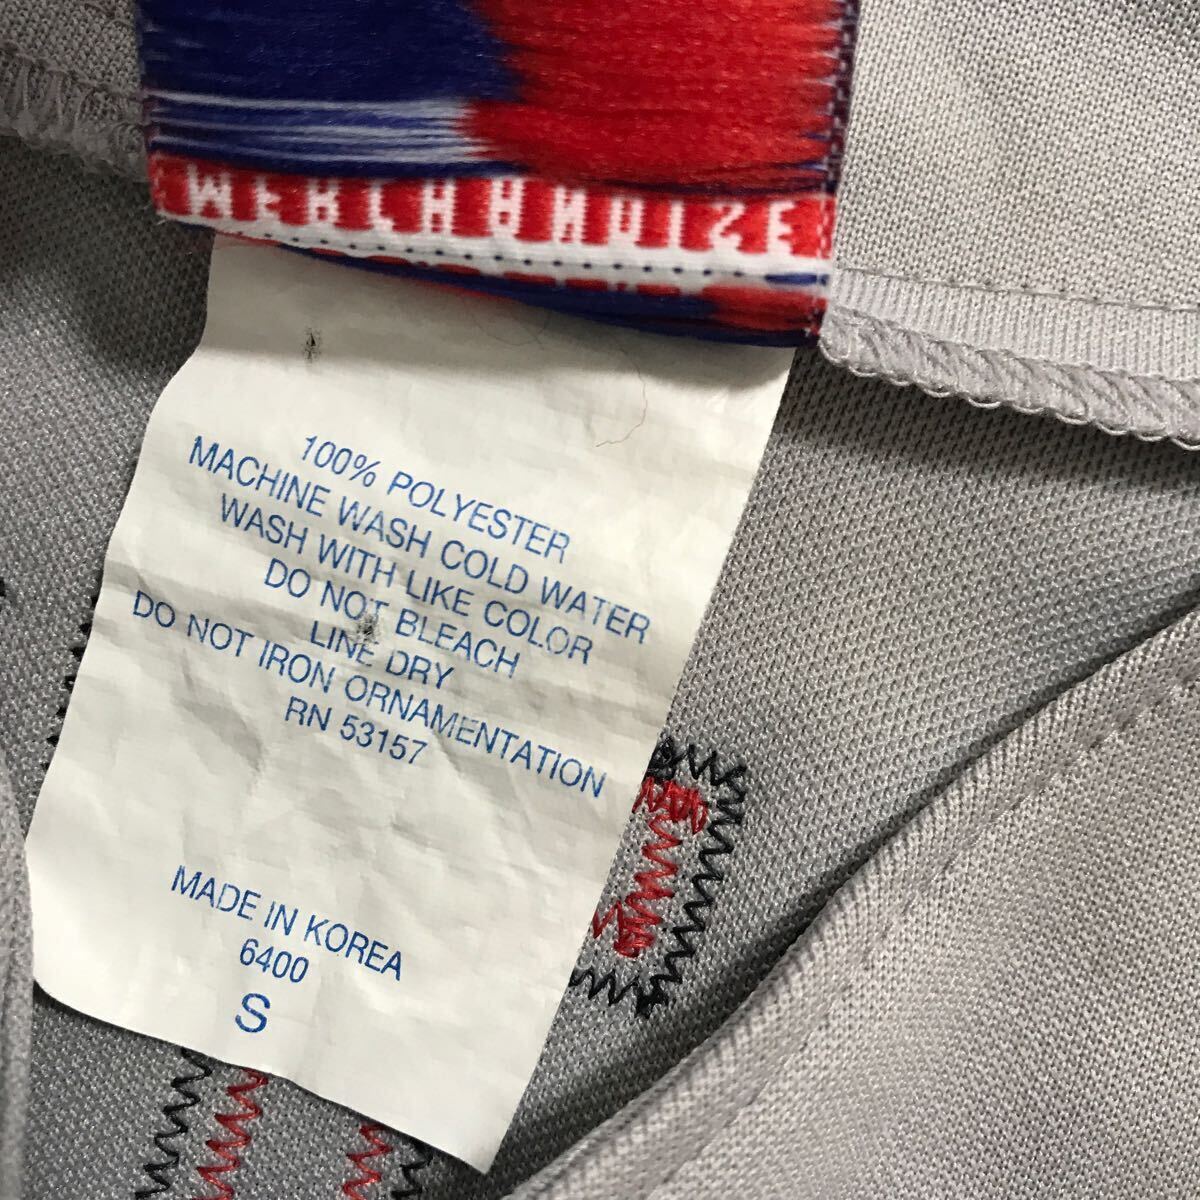 MERCHANDISE
100% POLYESTER
MACHINE WASH COLD WATER
WASH WITH LIKE COLOR
DO NOT BLEACH
LINE DRY
DO NOT IRON ORNAMENTATION
RN 53157
MADE IN KOREA
6400
S